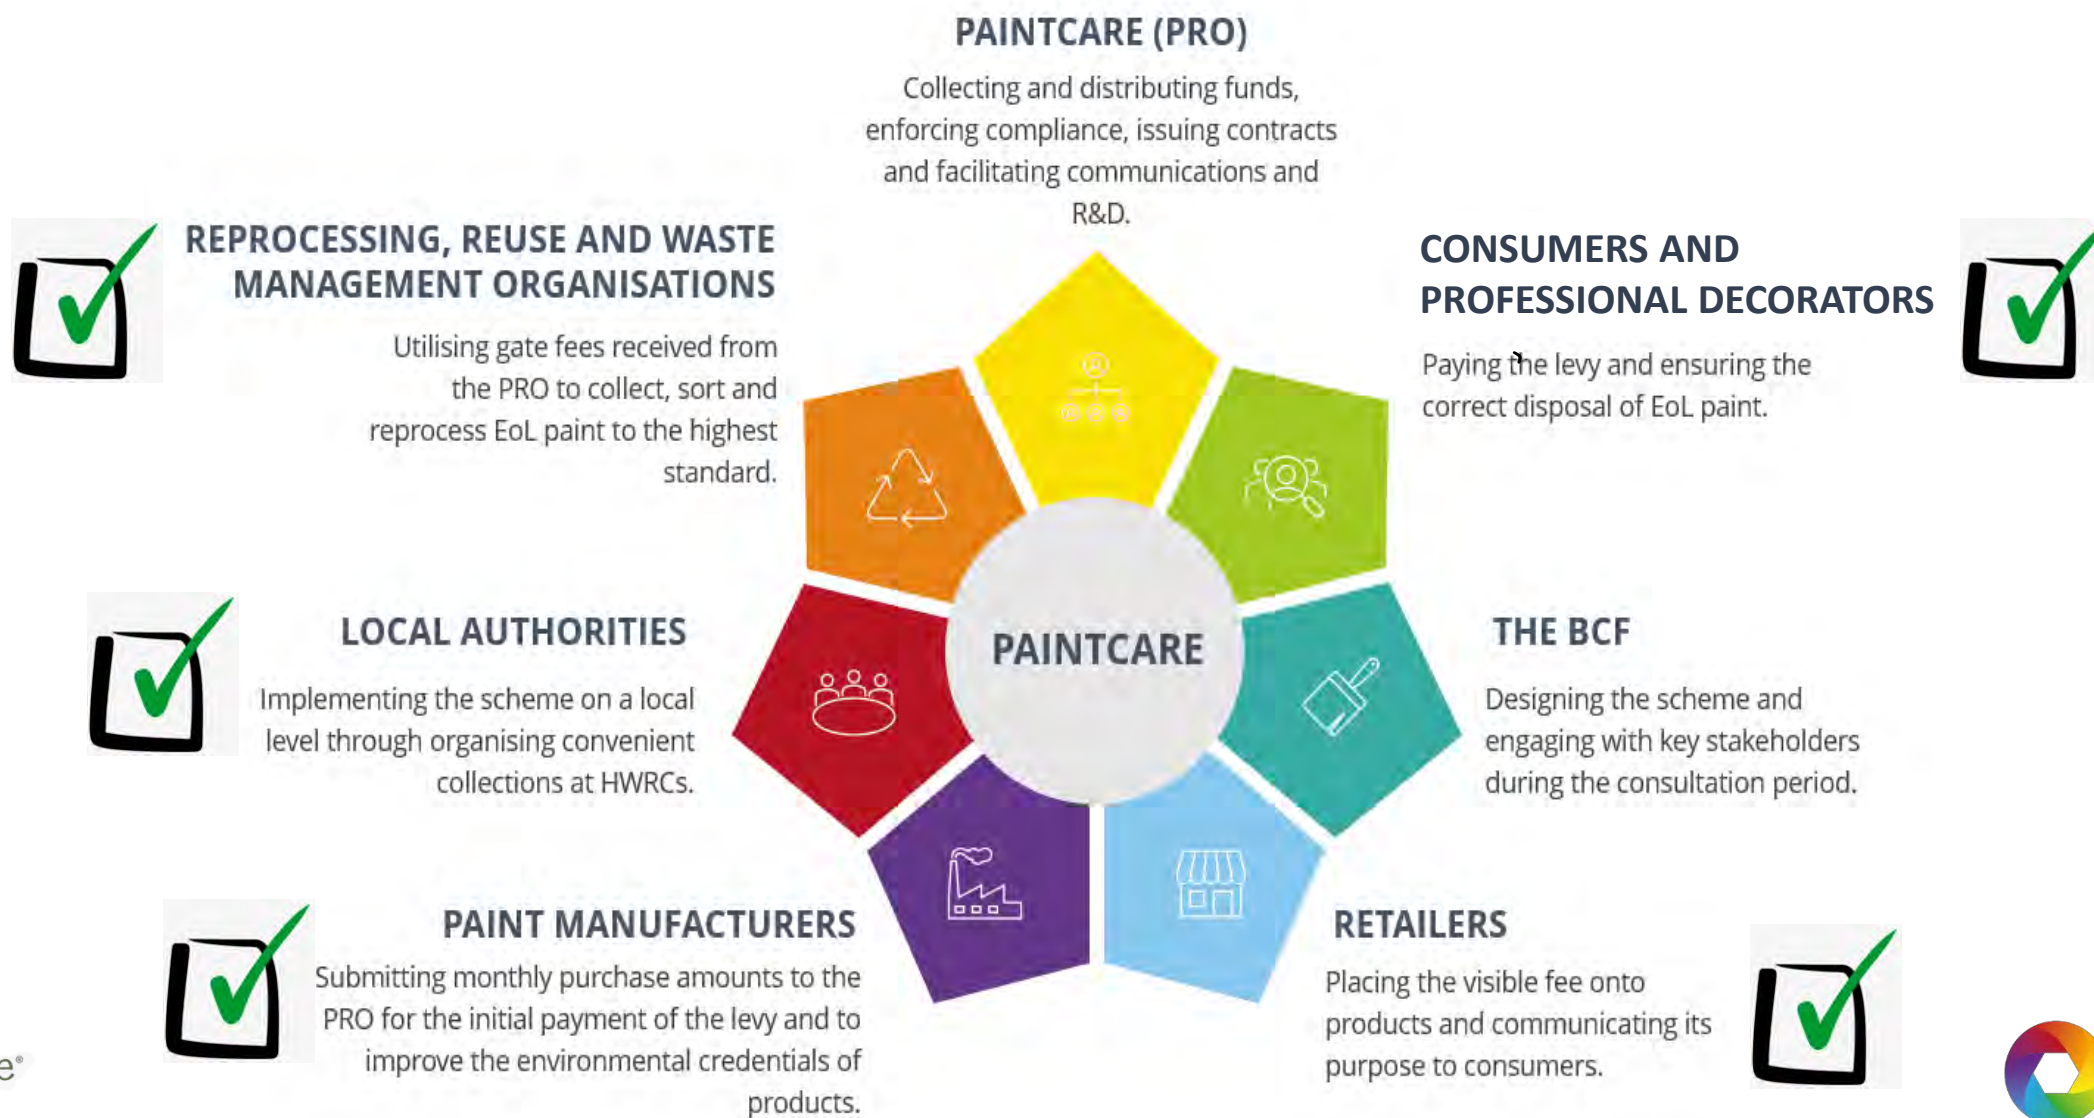 PAINTCARE (PRO)
Collecting and distributing funds,
enforcing compliance, issuing contracts
and facilitating communications and
R&D.
REPROCESSING, REUSE AND WASTE
MANAGEMENT ORGANISATIONS
Utilising gate fees received from
the PRO to collect, sort and
reprocess EoL paint to the highest
standard.
CONSUMERS AND
PROFESSIONAL DECORATORS
Paying the levy and ensuring the
correct disposal of EoL paint.
LOCAL AUTHORITIES
Implementing the scheme on a local
level through organising convenient
collections at HWRCs.
PAINTCARE
THE BCF
Designing the scheme and
engaging with key stakeholders
during the consultation period.
PAINT MANUFACTURERS
Submitting monthly purchase amounts to the
PRO for the initial payment of the levy and to
improve the environmental credentials of
products.
RETAILERS
Placing the visible fee onto
products and communicating its
purpose to consumers.